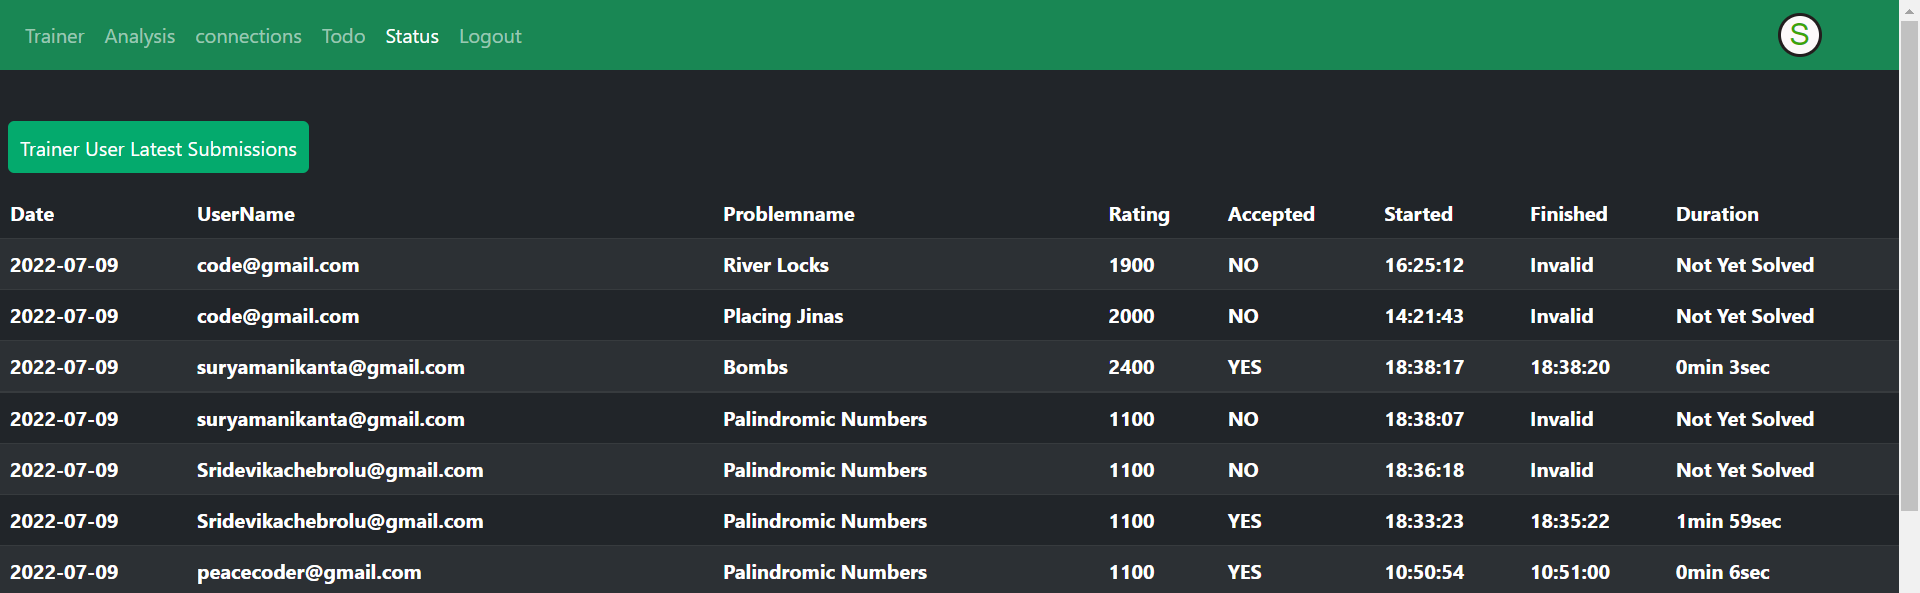 Trainer Analysis connections Todo Status Logout S
Trainer User Latest Submissions
Date UserName Problemname Rating Accepted Started Finished Duration
2022-07-09 code@gmail.com River Locks 1900 NO 16:25:12 Invalid Not Yet Solved
2022-07-09 code@gmail.com Placing Jinas 2000 NO 14:21:43 Invalid Not Yet Solved
2022-07-09 suryamanikanta@gmail.com Bombs 2400 YES 18:38:17 18:38:20 0min 3sec
2022-07-09 suryamanikanta@gmail.com Palindromic Numbers 1100 NO 18:38:07 Invalid Not Yet Solved
2022-07-09 Sridevikachebrolu@gmail.com Palindromic Numbers 1100 NO 18:36:18 Invalid Not Yet Solved
2022-07-09 Sridevikachebrolu@gmail.com Palindromic Numbers 1100 YES 18:33:23 18:35:22 1min 59sec
2022-07-09 peacecoder@gmail.com Palindromic Numbers 1100 YES 10:50:54 10:51:00 0min 6sec